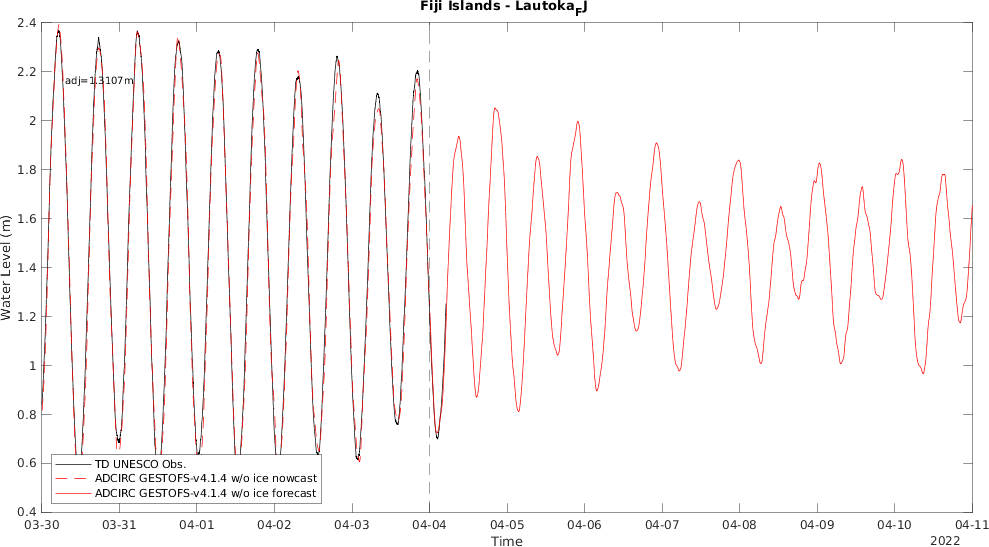 Fiji Islands - Lautoka_FJ
2.4
2.2
2
1.8
1.6
1.4
1.2
1
0.8
0.6
0.4
Water Level (m)
adj=1.3107m
TD UNESCO Obs.
ADCIRC GESTOFS-v4.1.4 w/o ice nowcast
ADCIRC GESTOFS-v4.1.4 w/o ice forecast
03-30 03-31 04-01 04-02 04-03 04-04 04-05 04-06 04-07 04-08 04-09 04-10 04-11
Time
2022